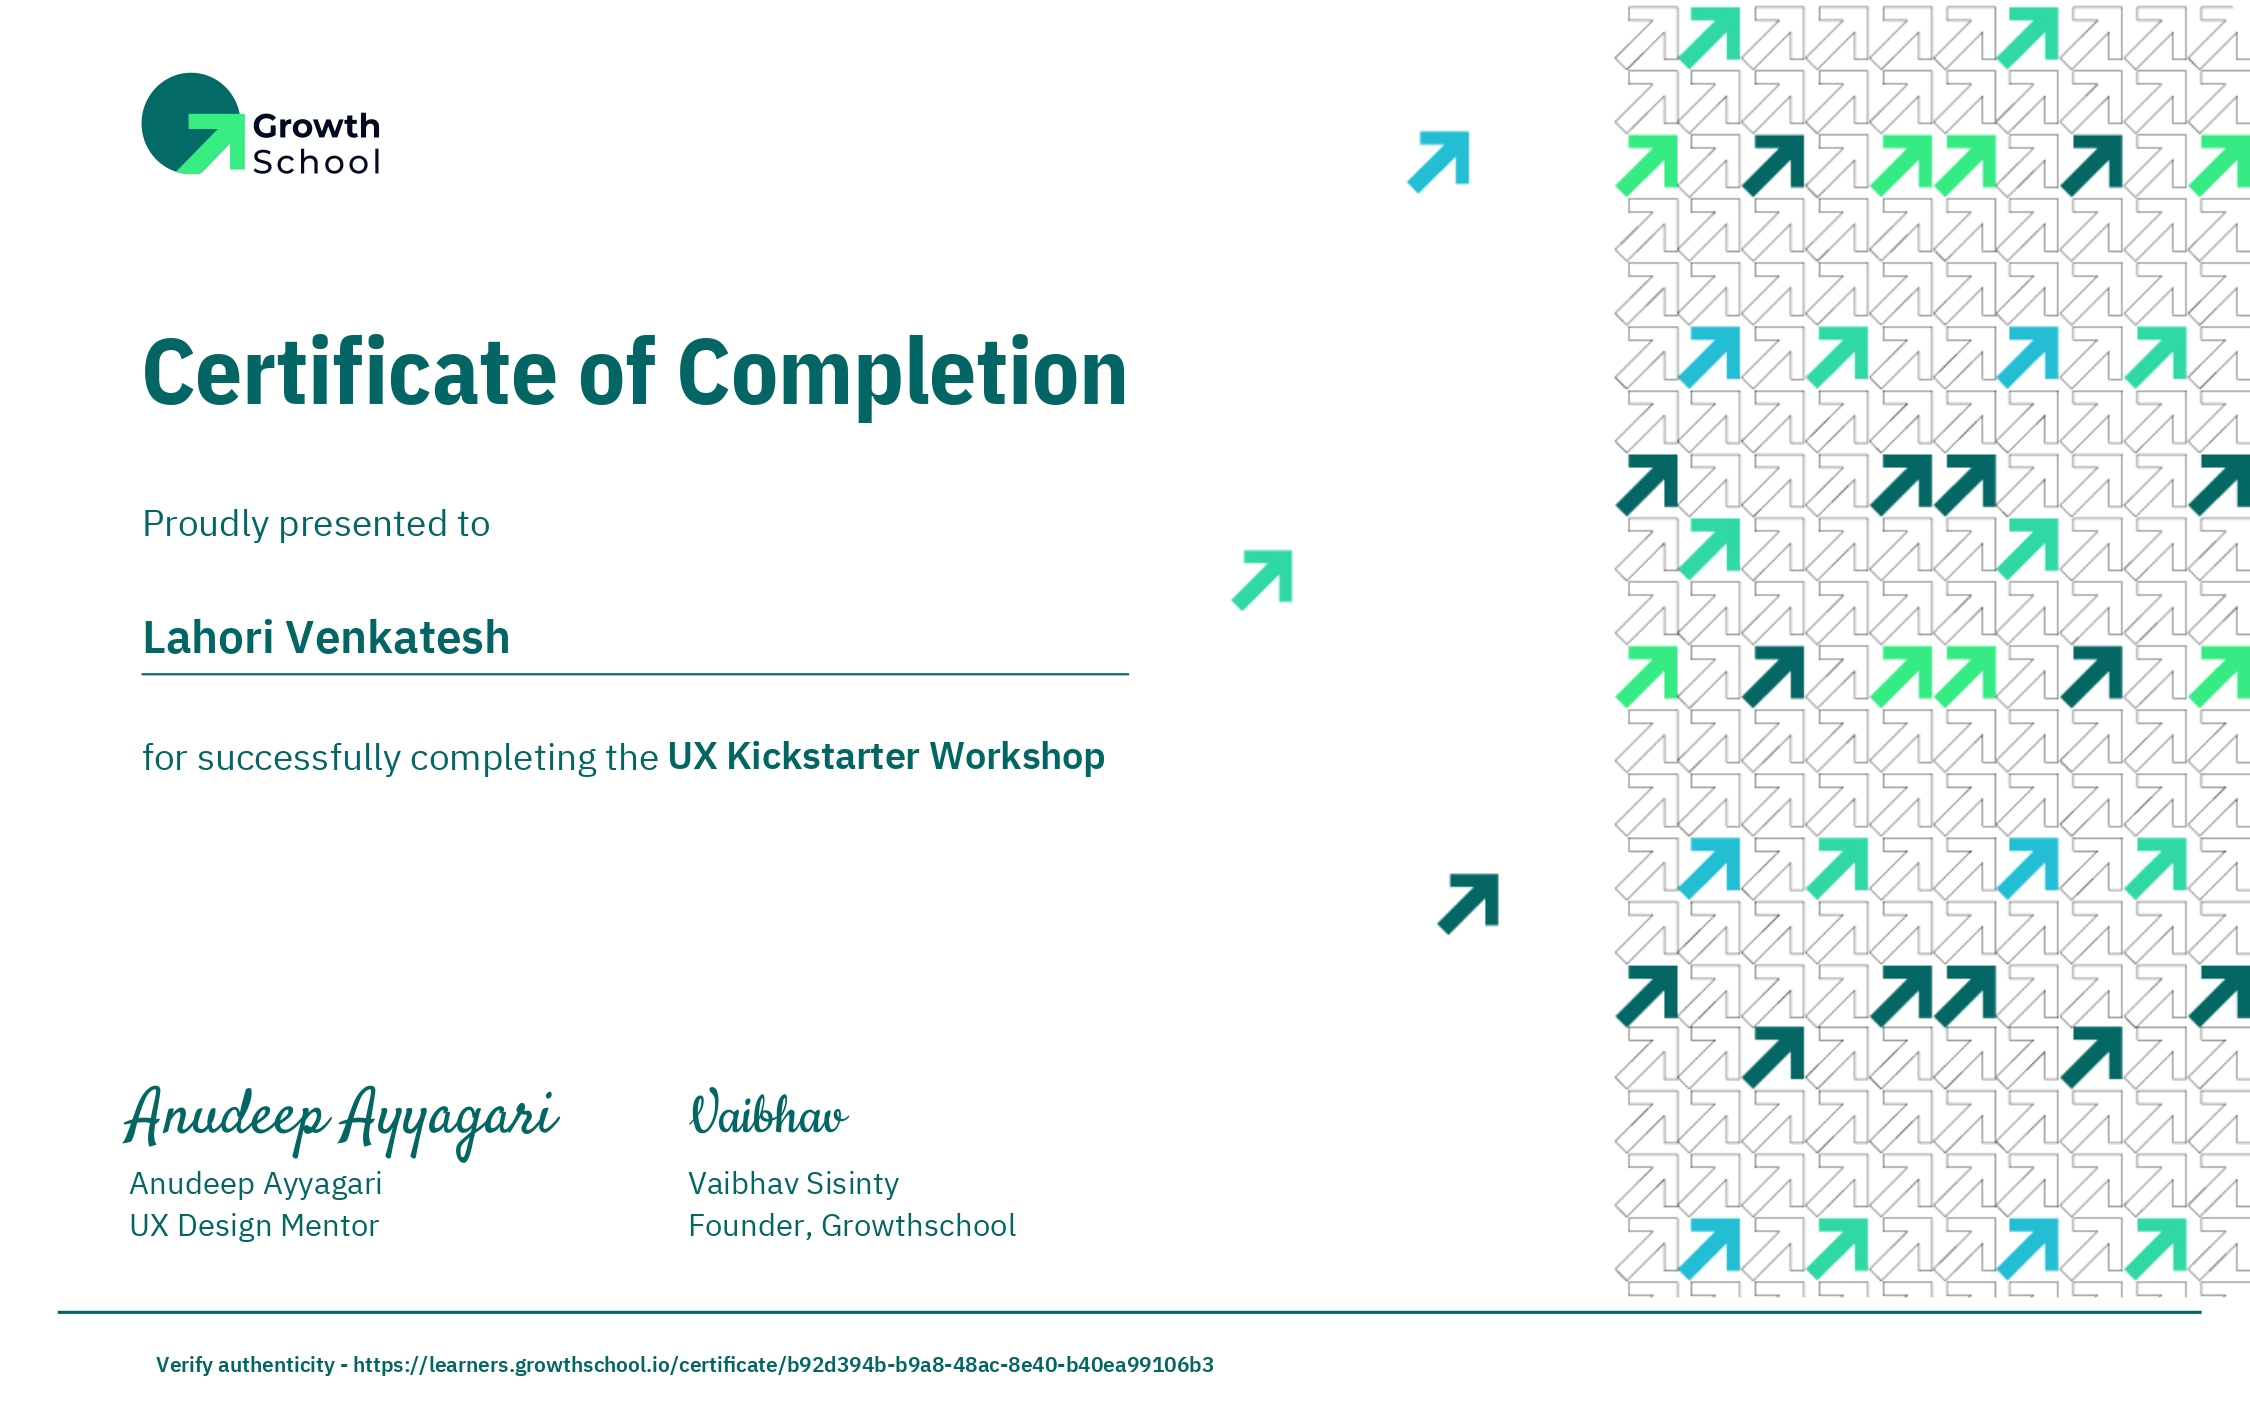 Growth
School
Certificate of Completion
Proudly presented to
Lahori Venkatesh
for successfully completing the UX Kickstarter Workshop
Anudeep Ayyagari
Anudeep Ayyagari
UX Design Mentor
Vaibhav
Vaibhav Sisinty
Founder, Growthschool
Verify authenticity - https://learners.growthschool.io/certificate/b92d394b-b9a8-48ac-8e40-b40ea99106b3